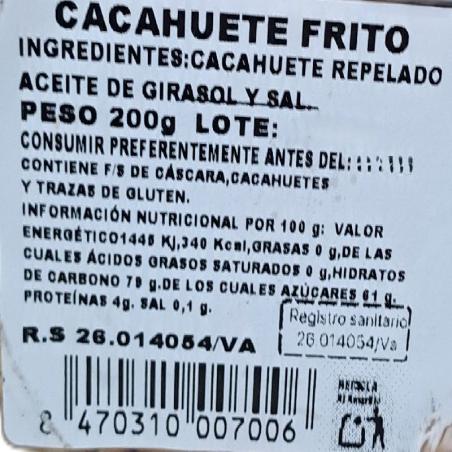 CACAHUETE FRITO
INGREDIENTES:CACAHUETE REPELADO
ACEITE DE GIRASOL Y SAL.
PESO 200g LOTE:
CONSUMIR PREFERENTEMENTE ANTES DEL:
CONTIENE F/S DE CÁSCARA,CACAHUETES
Y TRAZAS DE GLUTEN.
INFORMACIÓN NUTRICIONAL POR 100 g: VALOR
ENERGÉTICO1445 Kj,340 Kcal,GRASAS 0 g,DE LAS
CUALES ÁCIDOS GRASOS SATURADOS 0 g,HIDRATOS
DE CARBONO 79 g.DE LOS CUALES AZÚCARES 61 g.
PROTEÍNAS 4g. SAL 0,1 g.
Registro sanitario
26.014054/Va
R.S 26.014054/VA
RECICLA
8 470310 007006